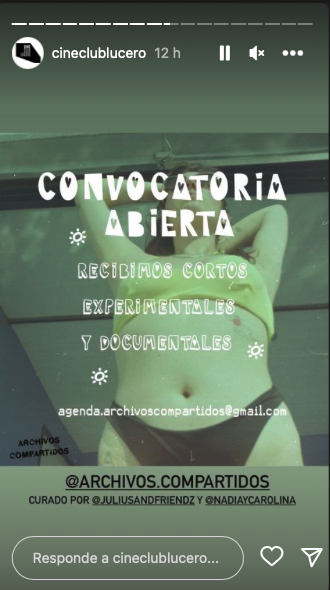 cineclublucero 12 h
CONVOCATORIA
ABIERTA
RECIBIMOS CORTOS
EXPERIMENTALES
Y DOCUMENTALES
agenda.archivoscompartidos@gmail.com
ARCHIVOS
COMPARTIDOS
@ARCHIVOS.COMPARTIDOS
CURADO POR @JULIUSANDFRIENDZ Y @NADIAYCAROLINA
Responde a cineclublucero...